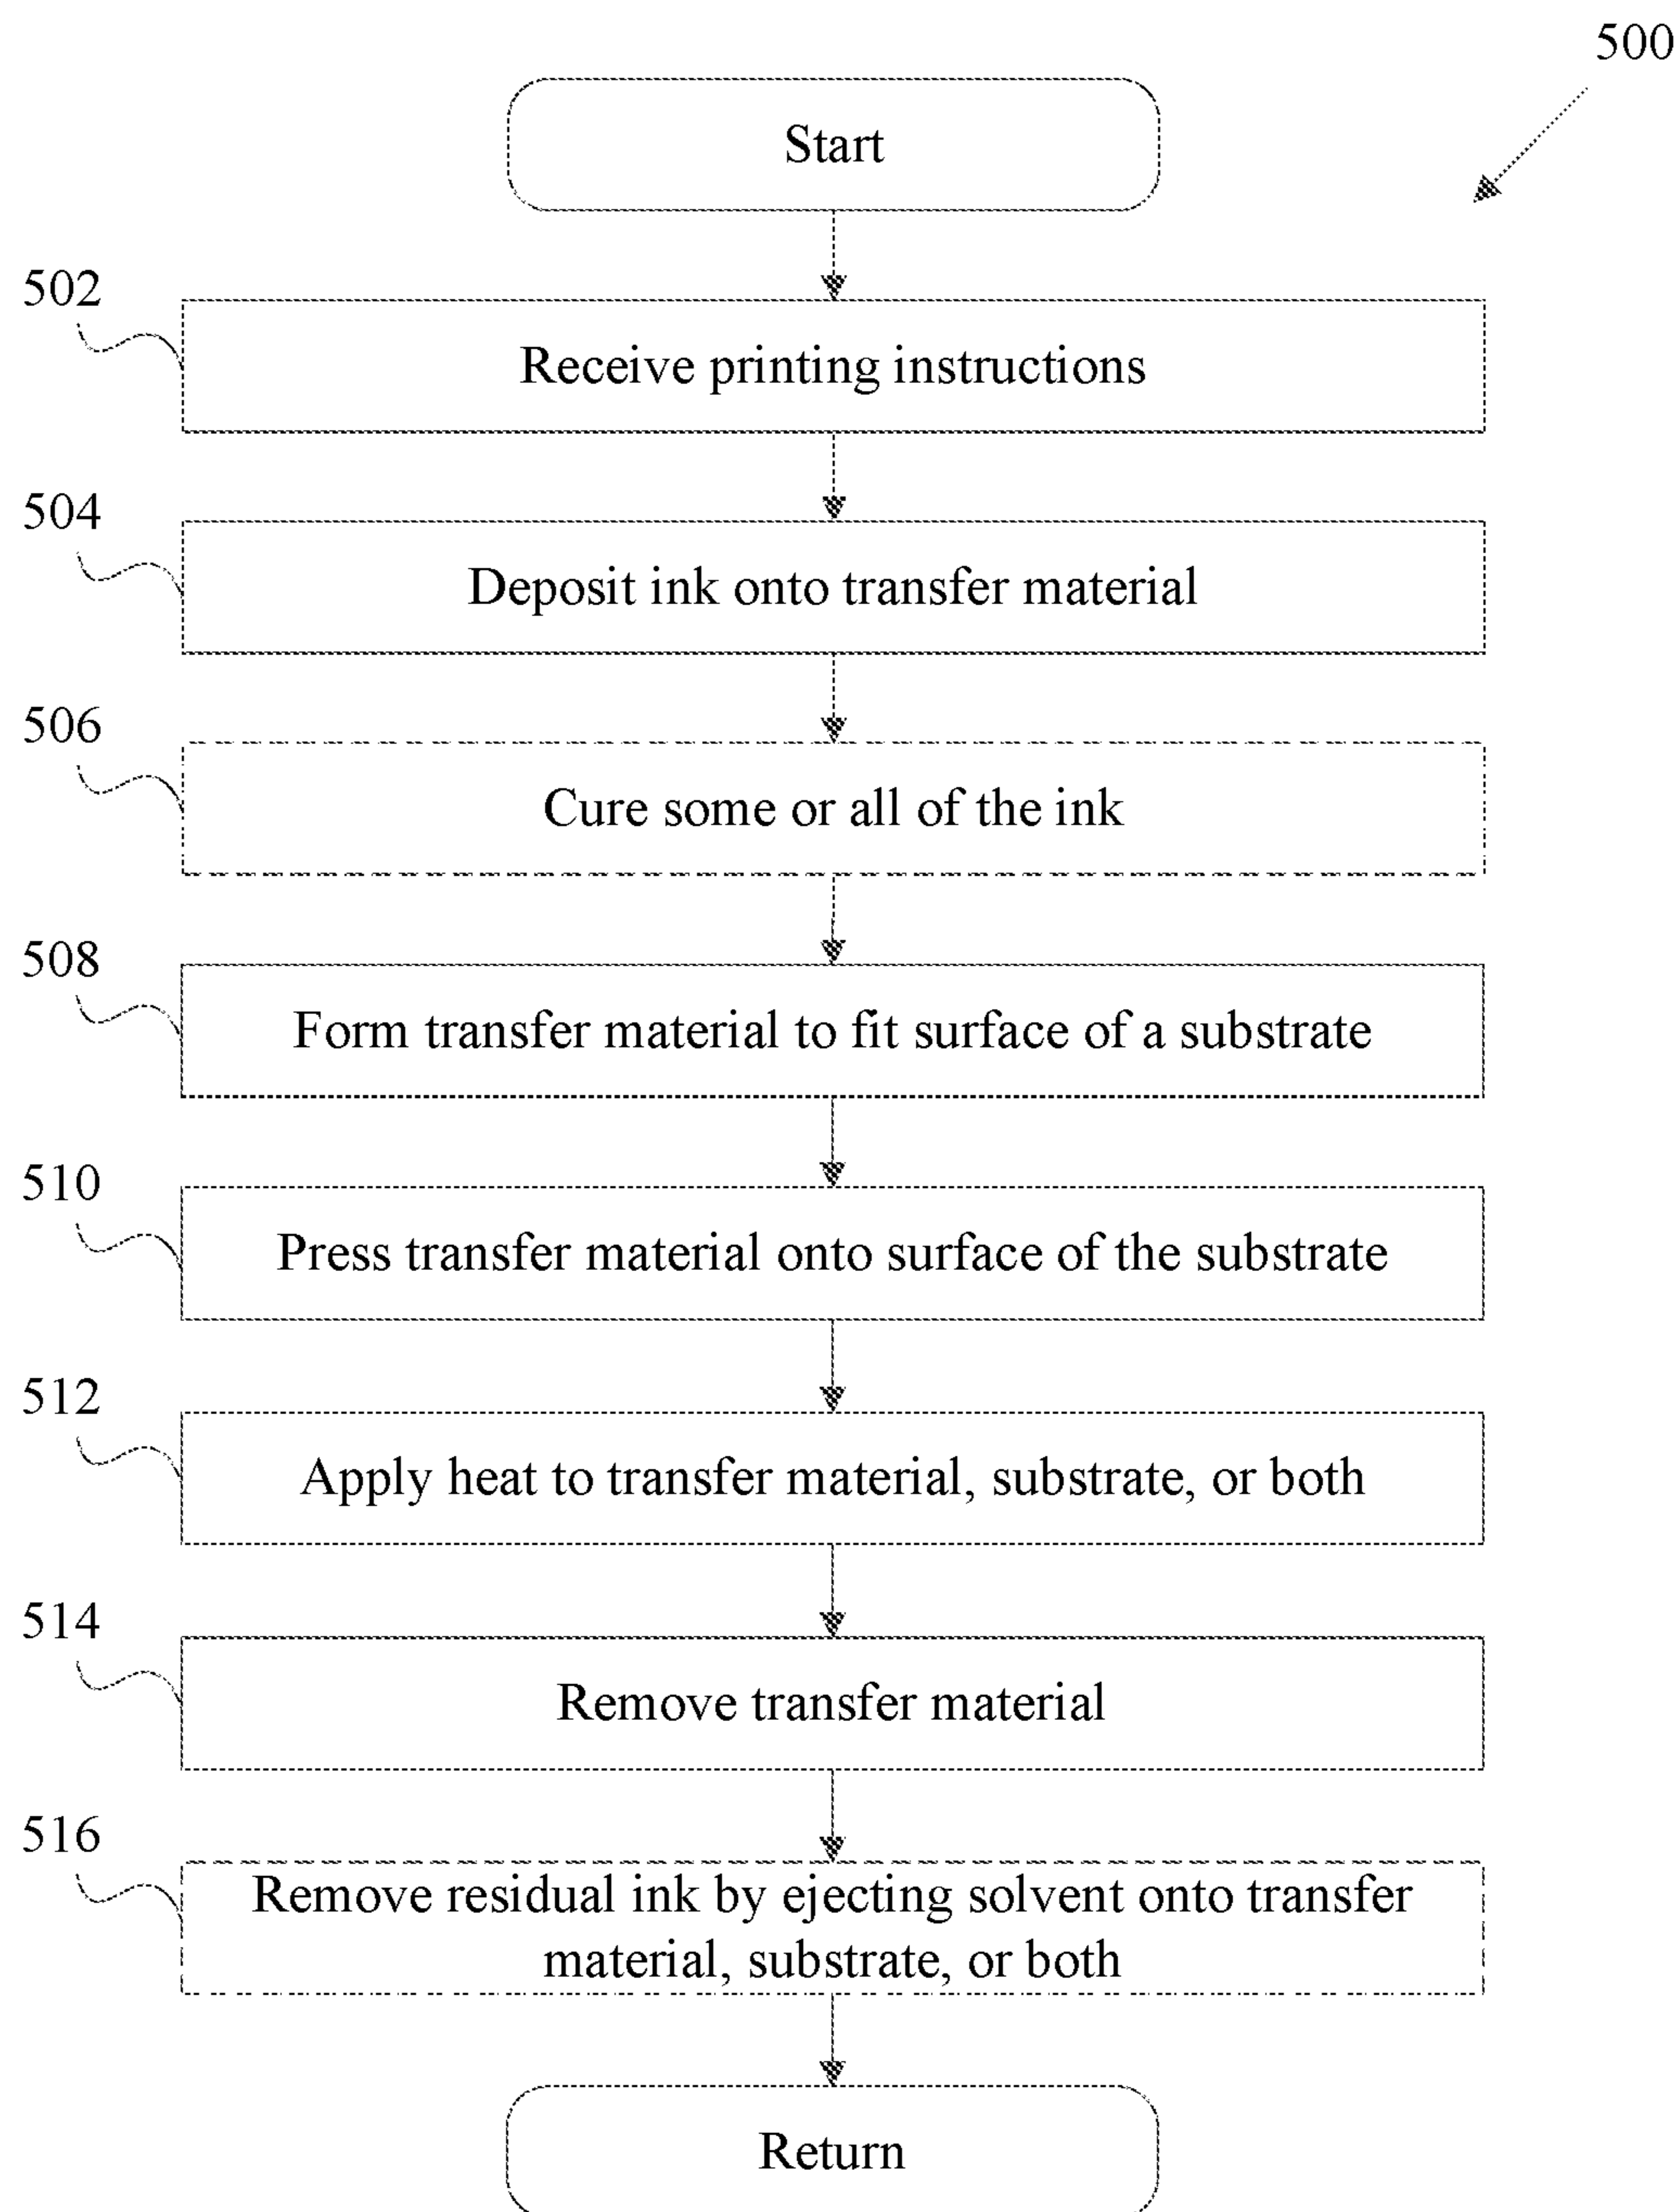 500
Start
502
Receive printing instructions
504
Deposit ink onto transfer material
506
Cure some or all of the ink
508
Form transfer material to fit surface of a substrate
510
Press transfer material onto surface of the substrate
512
Apply heat to transfer material, substrate, or both
514
Remove transfer material
516
Remove residual ink by ejecting solvent onto transfer
material, substrate, or both
Return